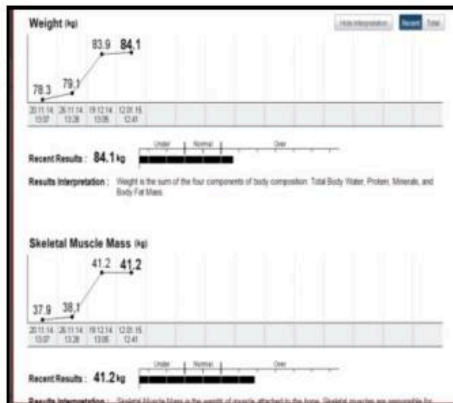 Weight (kg)
Hide Interpretation Recent Total
78.3 79.1 83.9 84.1
20.11.14. 26.11.14. 19.12.14. 12.01.15.
13:07 13:28 13:05 12:41
Under Normal Over
Recent Results : 84.1 kg
Results Interpretation : Weight is the sum of the four components of body composition: Total Body Water, Protein, Minerals, and
Body Fat Mass.
Skeletal Muscle Mass (kg)
37.9 38.1 41.2 41.2
20.11.14. 26.11.14. 19.12.14. 12.01.15.
13:07 13:28 13:05 12:41
Under Normal Over
Recent Results : 41.2 kg
Results Interpretation : Skeletal Muscle Mass is the weight of muscle attached to the bone. Skeletal muscles are responsible for